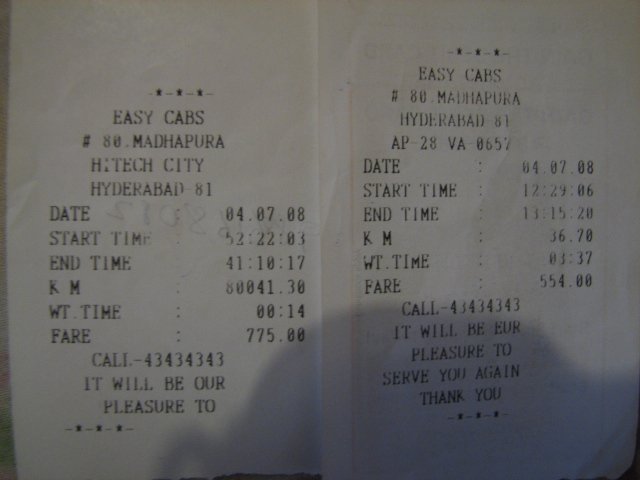 -*-*-*-
EASY CABS
# 80.MADHAPURA
HITECH CITY
HYDERABAD-81
DATE : 04.07.08
START TIME : 52:22:03
END TIME : 41:10:17
K M : 80041.30
WT.TIME : 00:14
FARE : 775.00
CALL-43434343
IT WILL BE OUR
PLEASURE TO
-*-*-*-
-*-*-*-
EASY CABS
# 80.MADHAPURA
HYDERABAD-81
AP-28 VA-0657
DATE : 04.07.08
START TIME : 12:29:06
END TIME : 13:15:20
K M : 36.70
WT.TIME : 03:37
FARE : 554.00
CALL-43434343
IT WILL BE EUR
PLEASURE TO
SERVE YOU AGAIN
THANK YOU
-*-*-*-